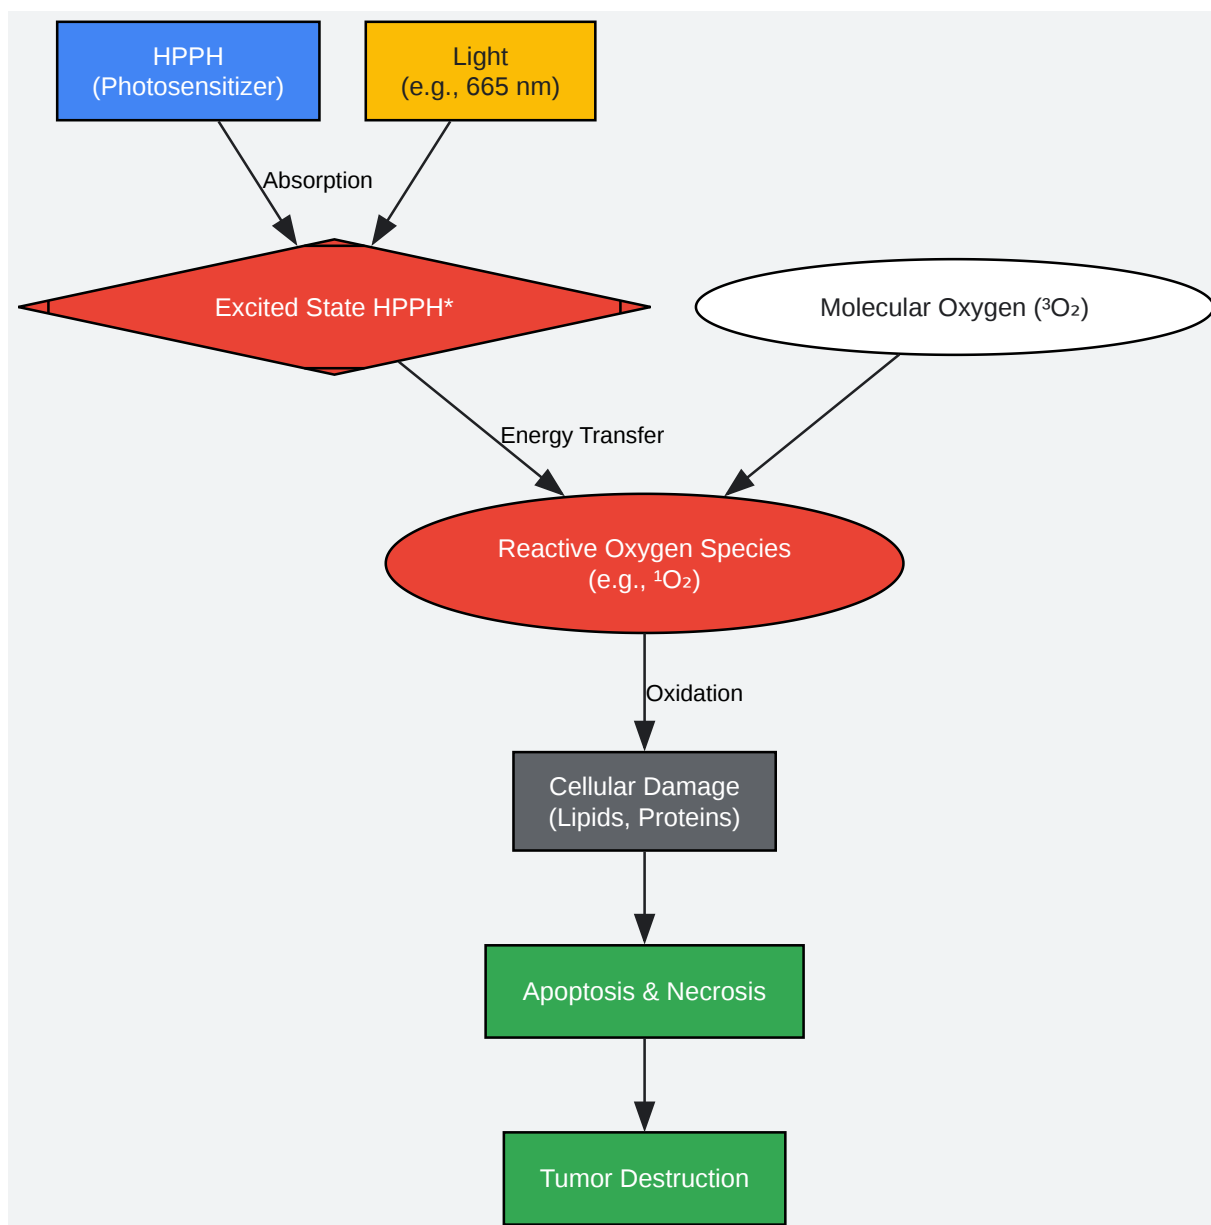 HPPH
(Photosensitizer)
Light
(e.g., 665 nm)
Absorption
Excited State HPPH*
Molecular Oxygen (³O₂)
Energy Transfer
Reactive Oxygen Species
(e.g., ¹O₂)
Oxidation
Cellular Damage
(Lipids, Proteins)
Apoptosis & Necrosis
Tumor Destruction